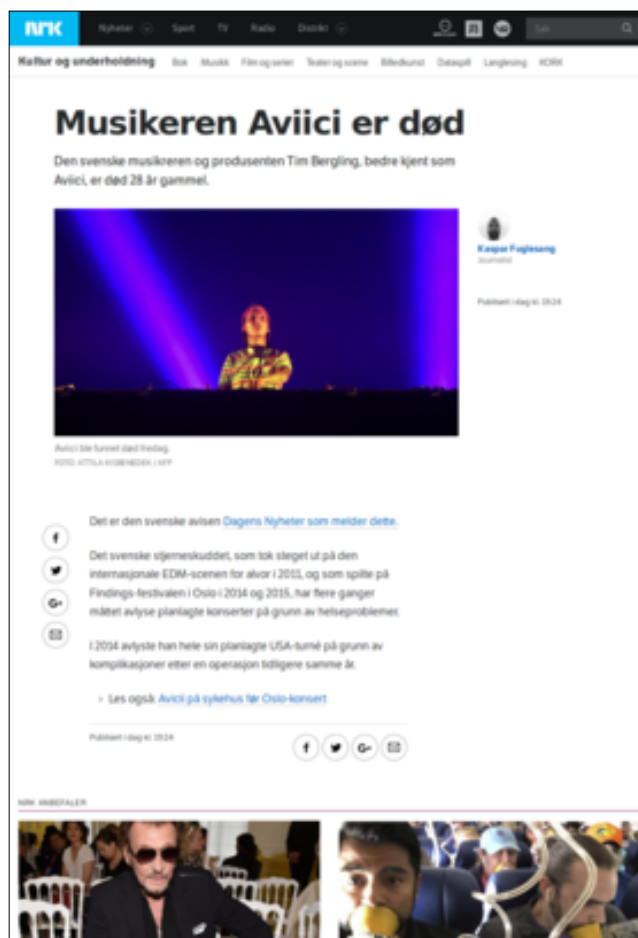 NRK
Nyheter Sport TV Radio Distrikt
Søk
Kultur og underholdning Bok Musikk Film og serier Teater og scene Billedkunst Dataspill Langlesing KORK
Musikeren Aviici er død
Den svenske musikreren og produsenten Tim Bergling, bedre kjent som
Aviici, er død 28 år gammel.
Kaspar Fuglesang
Journalist
Publisert i dag kl. 19:24
Aviici ble funnet død fredag.
FOTO: ATTILA KISBENEDEK / AFP
Det er den svenske avisen Dagens Nyheter som melder dette.
Det svenske stjerneskuddet, som tok steget ut på den
internasjonale EDM-scenen for alvor i 2011, og som spilte på
Findings-festivalen i Oslo i 2014 og 2015, har flere ganger
måttet avlyse planlagte konserter på grunn av helseproblemer.
I 2014 avlyste han hele sin planlagte USA-turné på grunn av
komplikasjoner etter en operasjon tidligere samme år.
Les også: Avicii på sykehus før Oslo-konsert
Publisert i dag kl. 19:24
NRK ANBEFALER